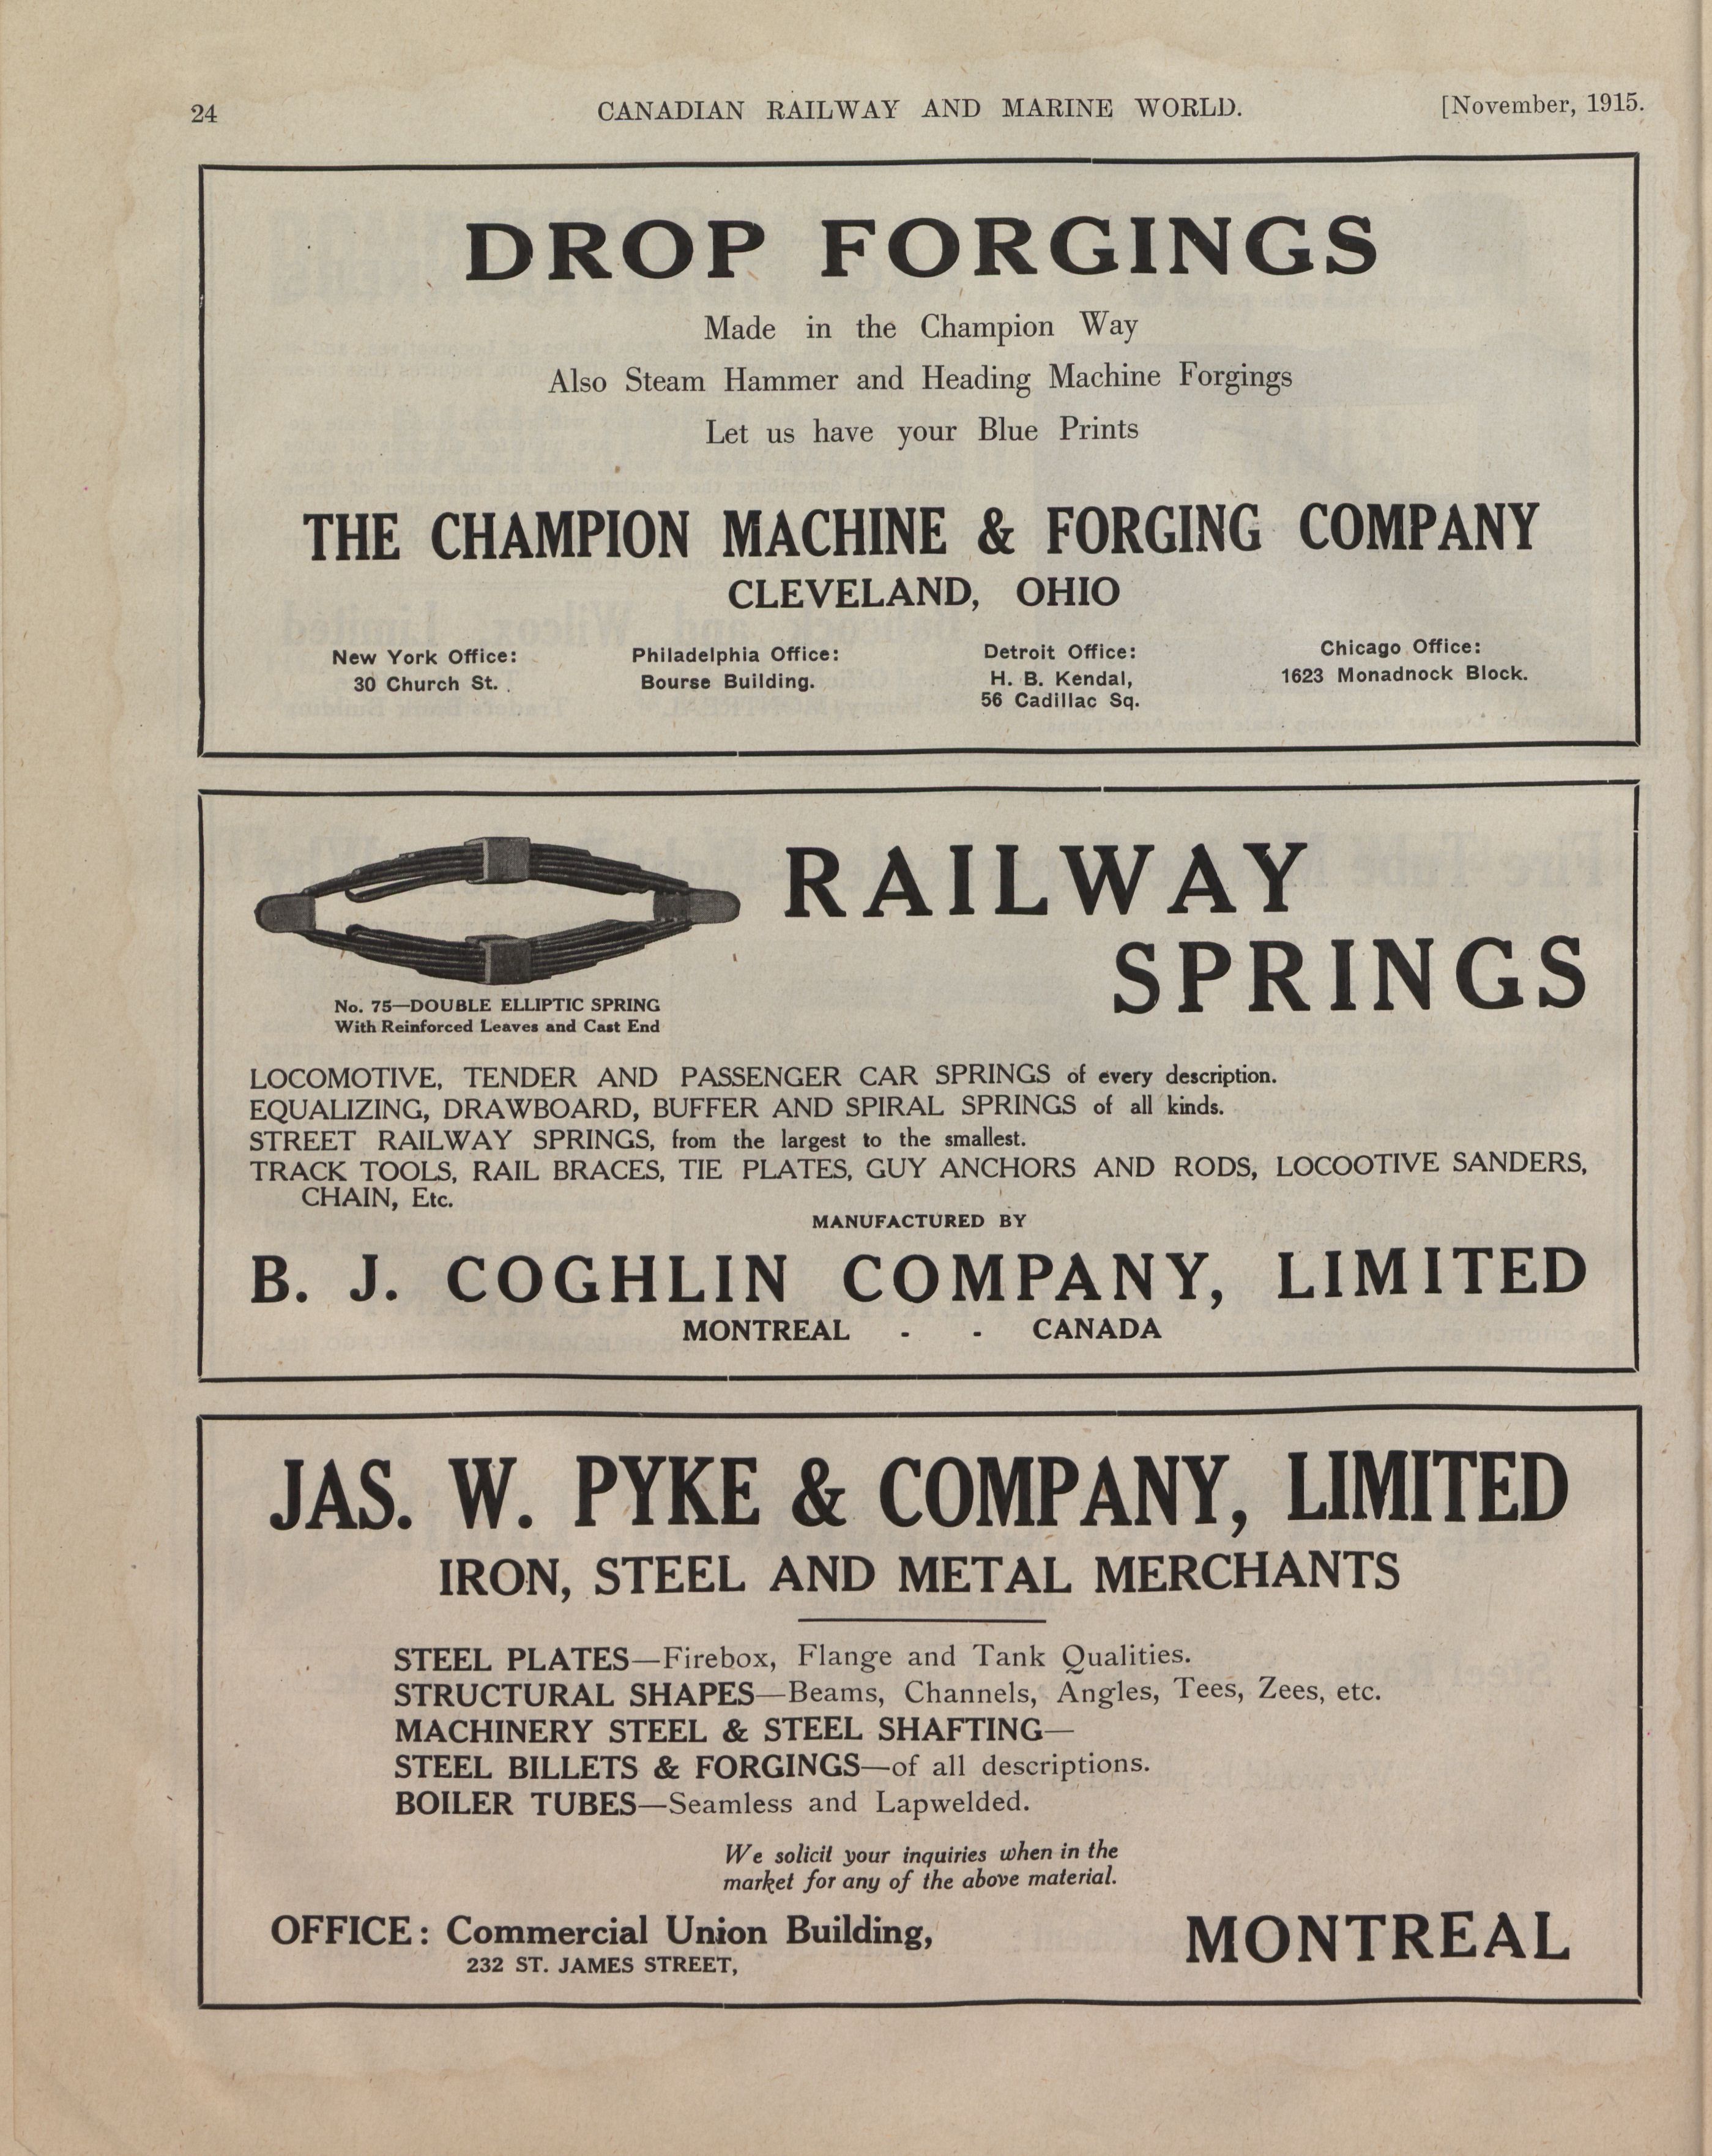 24 CANADIAN RAILWAY AND MARINE WORLD. [November, 1915.
DROP FORGINGS
Made in the Champion Way
Also Steam Hammer and Heading Machine Forgings
Let us have your Blue Prints
THE CHAMPION MACHINE & FORGING COMPANY
CLEVELAND, OHIO
New York Office:
30 Church St.
Philadelphia Office:
Bourse Building.
Detroit Office:
H. B. Kendal,
56 Cadillac Sq.
Chicago Office:
1623 Monadnock Block.
RAILWAY
SPRINGS
No. 75—DOUBLE ELLIPTIC SPRING
With Reinforced Leaves and Cast End
LOCOMOTIVE, TENDER AND PASSENGER CAR SPRINGS of every description.
EQUALIZING, DRAWBOARD, BUFFER AND SPIRAL SPRINGS of all kinds.
STREET RAILWAY SPRINGS, from the largest to the smallest.
TRACK TOOLS, RAIL BRACES, TIE PLATES, GUY ANCHORS AND RODS, LOCOOTIVE SANDERS,
CHAIN, Etc.
MANUFACTURED BY
B. J. COGHLIN COMPANY, LIMITED
MONTREAL - - CANADA
JAS. W. PYKE & COMPANY, LIMITED
IRON, STEEL AND METAL MERCHANTS
STEEL PLATES—Firebox, Flange and Tank Qualities.
STRUCTURAL SHAPES—Beams, Channels, Angles, Tees, Zees, etc.
MACHINERY STEEL & STEEL SHAFTING—
STEEL BILLETS & FORGINGS—of all descriptions.
BOILER TUBES—Seamless and Lapwelded.
We solicit your inquiries when in the
market for any of the above material.
OFFICE: Commercial Union Building,
232 ST. JAMES STREET,
MONTREAL